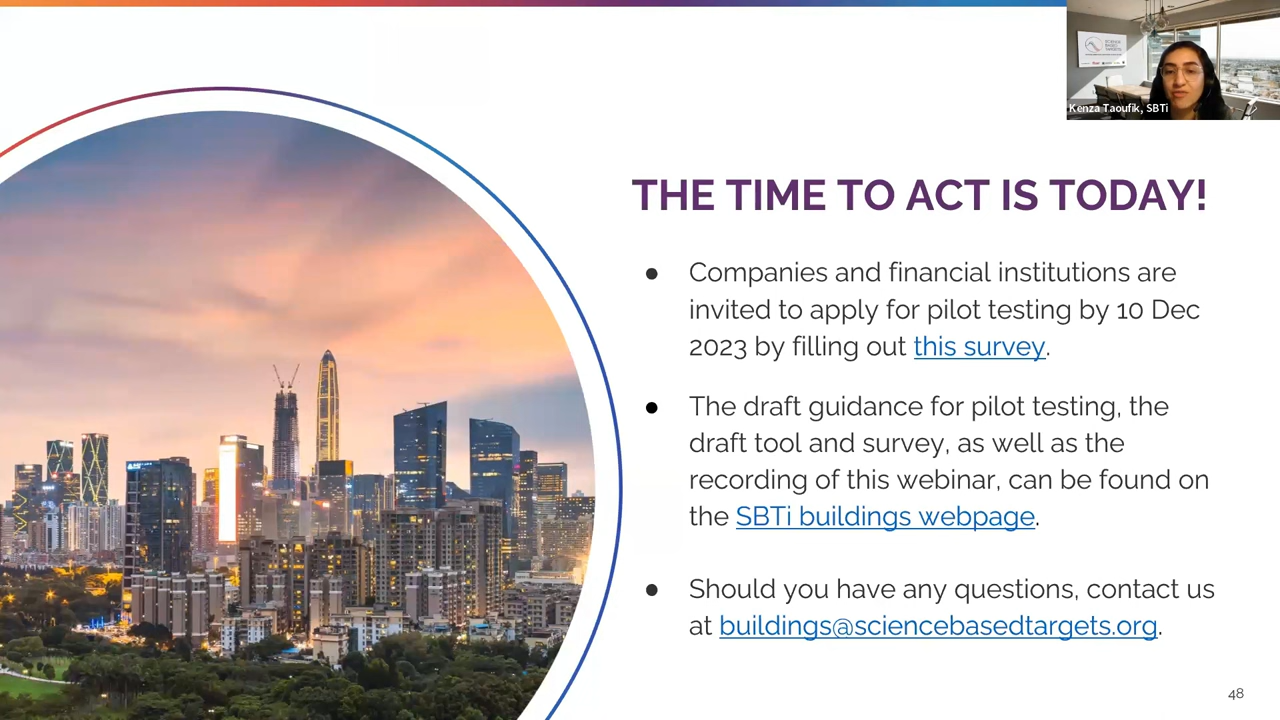 SCIENCE
BASED
TARGETS
Kenza Taoufik, SBTi
THE TIME TO ACT IS TODAY!
● Companies and financial institutions are
invited to apply for pilot testing by 10 Dec
2023 by filling out this survey.
● The draft guidance for pilot testing, the
draft tool and survey, as well as the
recording of this webinar, can be found on
the SBTi buildings webpage.
● Should you have any questions, contact us
at buildings@sciencebasedtargets.org.
48